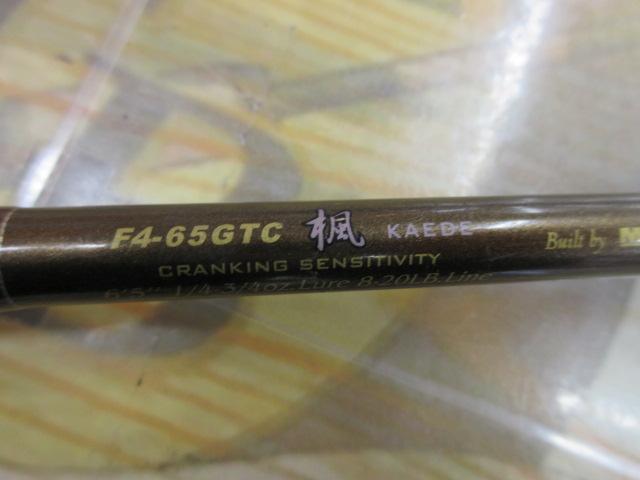 F4-65GTC 楓 KAEDE Built by M
CRANKING SENSITIVITY
6'5" 1/4-3/4oz Lure 8-20LB.Line